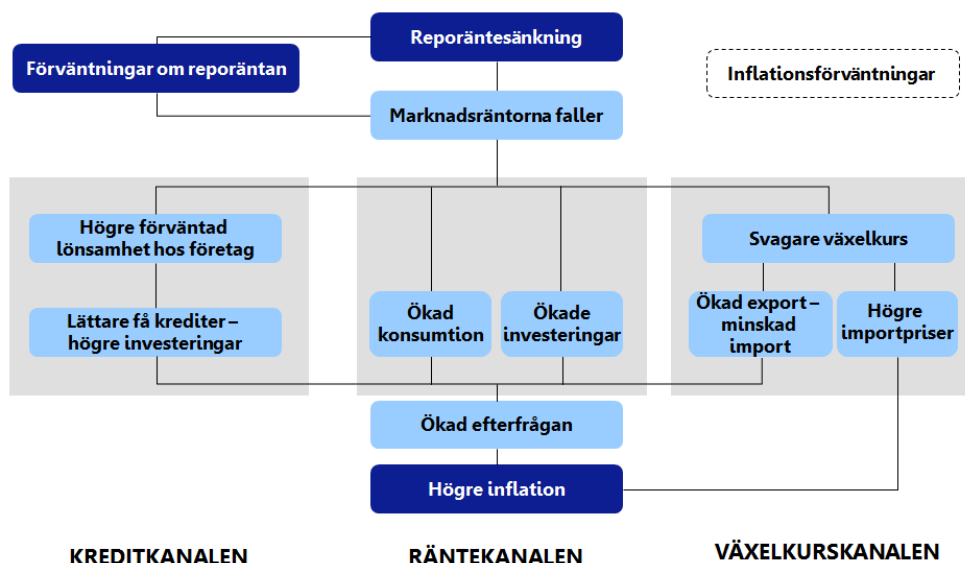 Reporäntesänkning
Förväntningar om reporäntan
Inflationsförväntningar
Marknadsräntorna faller
Högre förväntad
lönsamhet hos företag
Svagare växelkurs
Lättare få krediter –
högre investeringar
Ökad
konsumtion
Ökade
investeringar
Ökad export –
minskad
import
Högre
importpriser
Ökad efterfrågan
Högre inflation
KREDITKANALEN
RÄNTEKANALEN
VÄXELKURSKANALEN